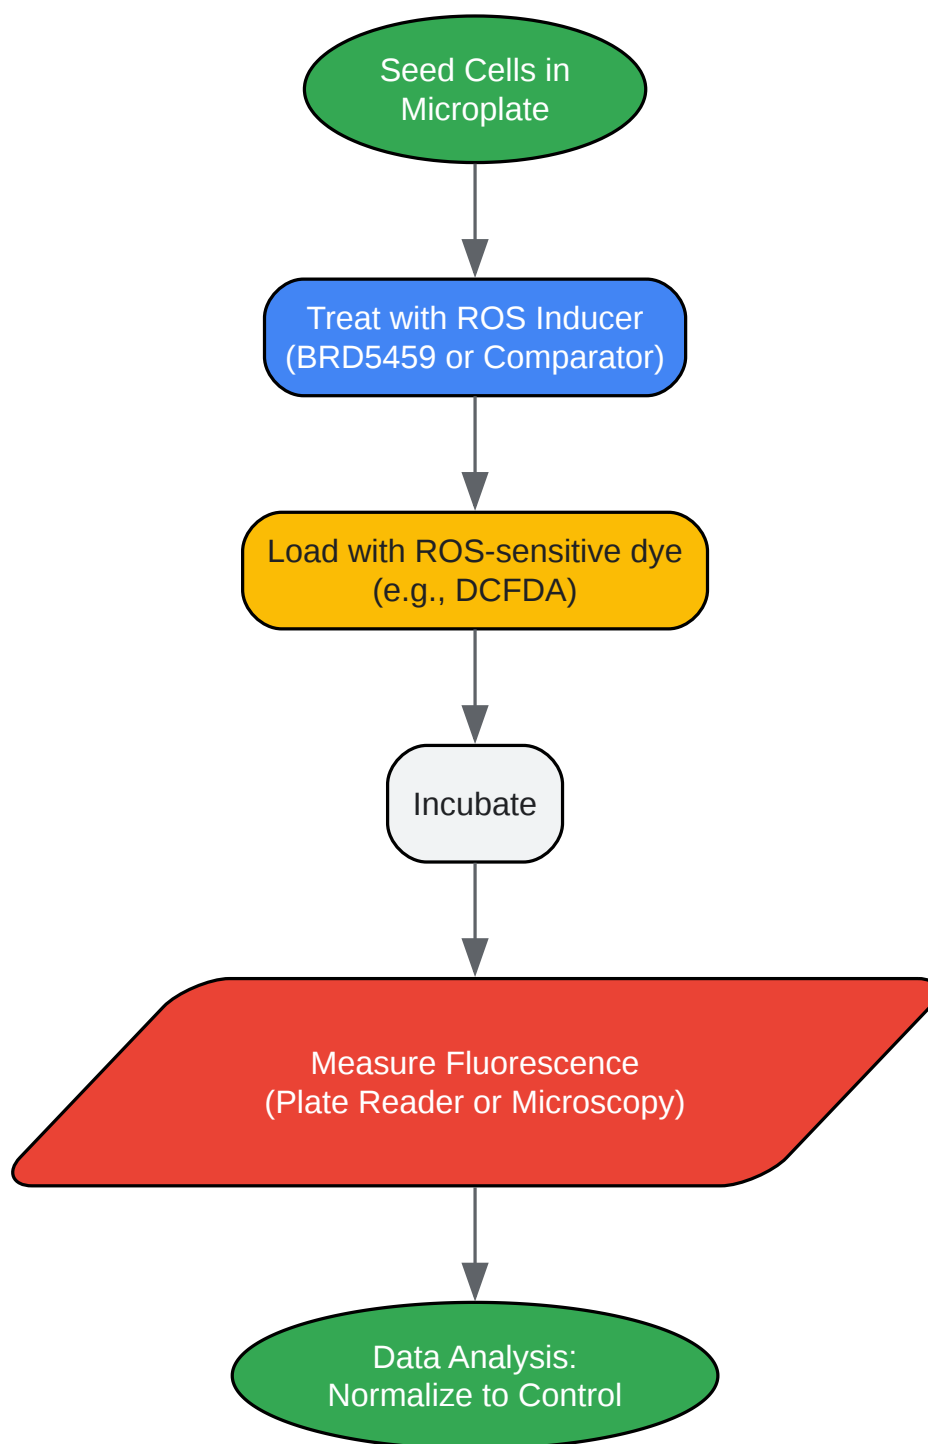 Seed Cells in
Microplate
Treat with ROS Inducer
(BRD5459 or Comparator)
Load with ROS-sensitive dye
(e.g., DCFDA)
Incubate
Measure Fluorescence
(Plate Reader or Microscopy)
Data Analysis:
Normalize to Control